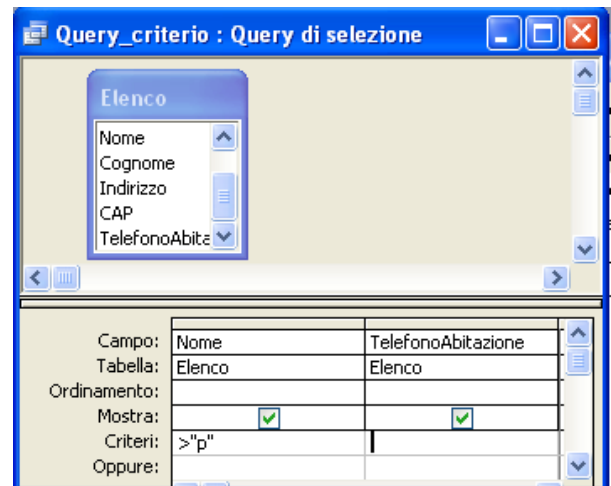 Query_criterio : Query di selezione
Elenco
Nome
Cognome
Indirizzo
CAP
TelefonoAbita
Campo: Nome TelefonoAbitazione
Tabella: Elenco Elenco
Ordinamento:
Mostra:
Criteri: >"p"
Oppure: